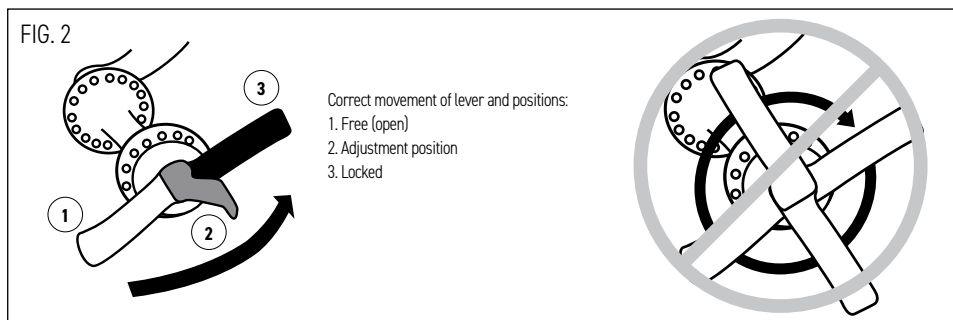 FIG. 2
3
Correct movement of lever and positions:
1. Free (open)
2. Adjustment position
3. Locked
1
2